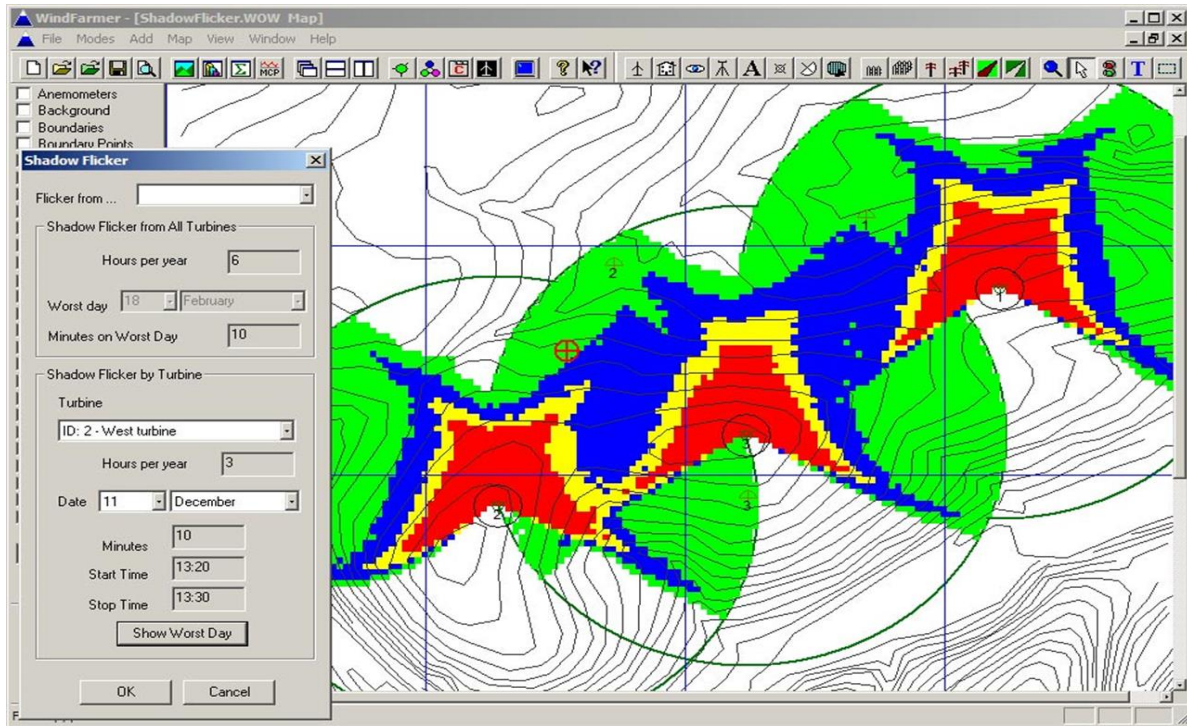 WindFarmer - [ShadowFlicker.WOW Map]
File Modes Add Map View Window Help
C
MCP
A
T
Anemometers
Background
Boundaries
Boundary Points
Shadow Flicker
Flicker from ...
Shadow Flicker from All Turbines
Hours per year 6
Worst day 18 February
Minutes on Worst Day 10
Shadow Flicker by Turbine
Turbine
ID: 2 - West turbine
Hours per year 3
Date 11 December
Minutes 10
Start Time 13:20
Stop Time 13:30
Show Worst Day
OK Cancel
1
2
1
3
2
3